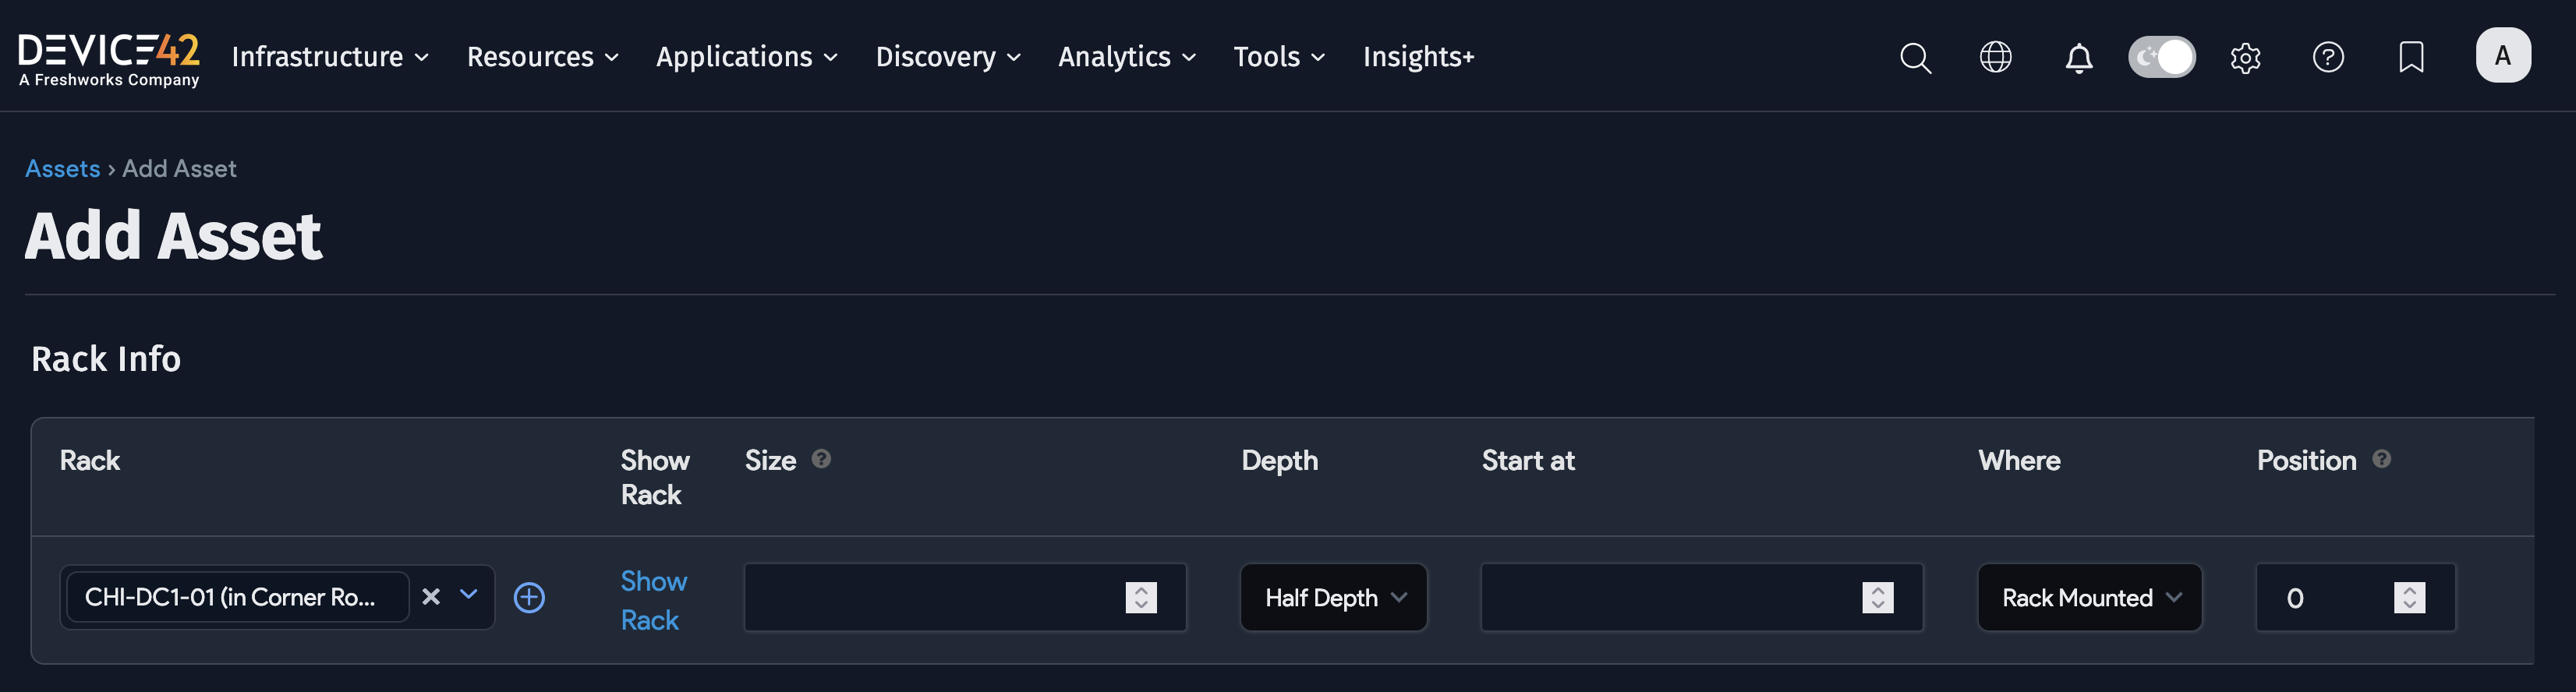 DEVICE42
A Freshworks Company
Infrastructure Resources Applications Discovery Analytics Tools Insights+
A
Assets › Add Asset
Add Asset
Rack Info
Rack Show Rack Size ? Depth Start at Where Position ?
CHI-DC1-01 (in Corner Ro... Show Rack Half Depth Rack Mounted 0